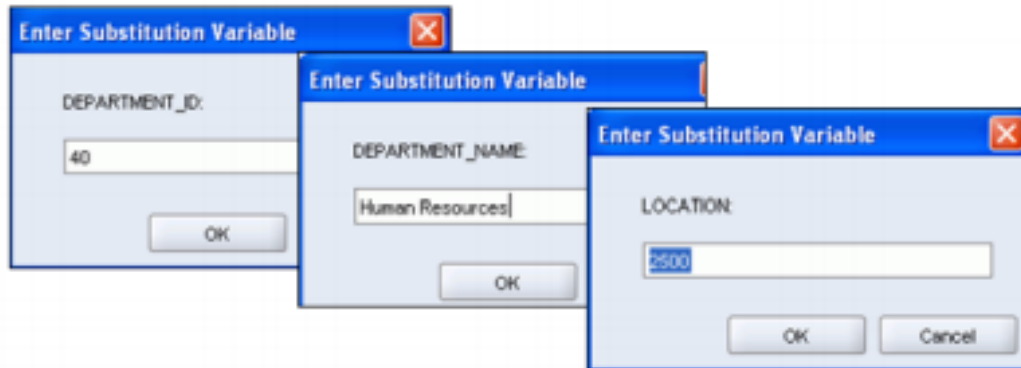 Enter Substitution Variable
DEPARTMENT_ID:
40
OK
Enter Substitution Variable
DEPARTMENT_NAME:
Human Resources
OK
Enter Substitution Variable
LOCATION:
2500
OK Cancel